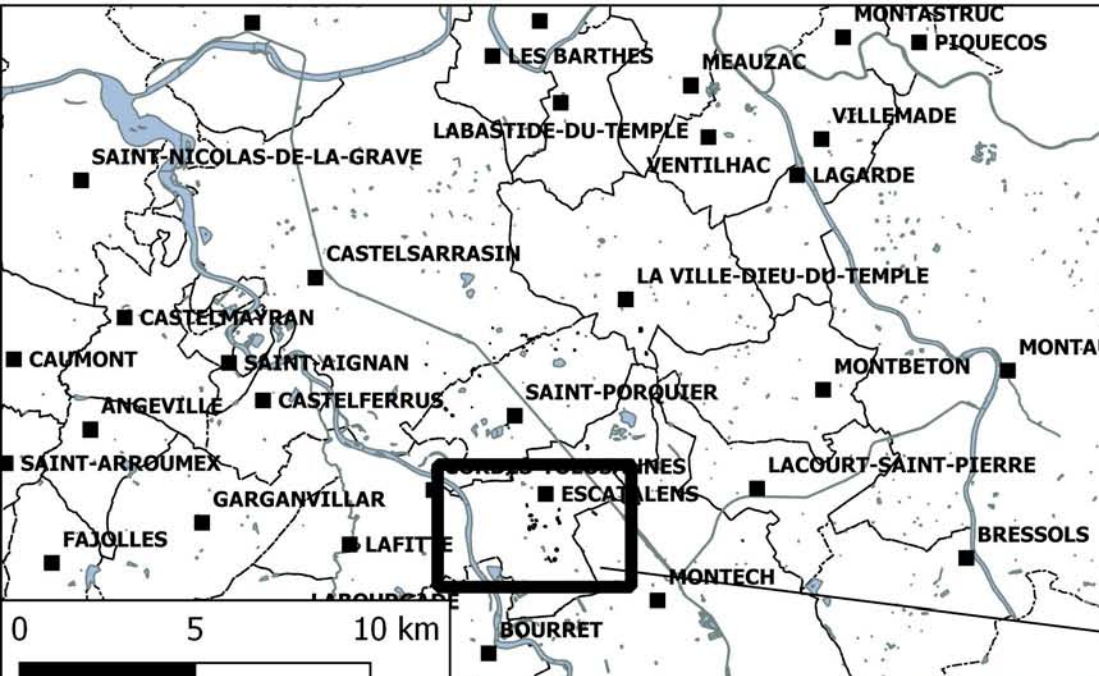 MONTASTRUC
PIQUECOS
LES BARTHES
MEAUZAC
VILLEMADE
LABASTIDE-DU-TEMPLE
SAINT-NICOLAS-DE-LA-GRAVE
VENTILHAC
LAGARDE
CASTELSARRASIN
LA VILLE-DIEU-DU-TEMPLE
CASTELMAYRAN
MONTAU
CAUMONT
SAINT-AIGNAN
MONTBETON
SAINT-PORQUIER
ANGEVILLE
CASTELFERRUS
SAINT-ARROUMEX
LACOURT-SAINT-PIERRE
GARGANVILLAR
ESCATALENS
FAJOLLES
LAFITTE
BRESSOLS
MONTECH
LABOURGADE
0 5 10 km
BOURRET